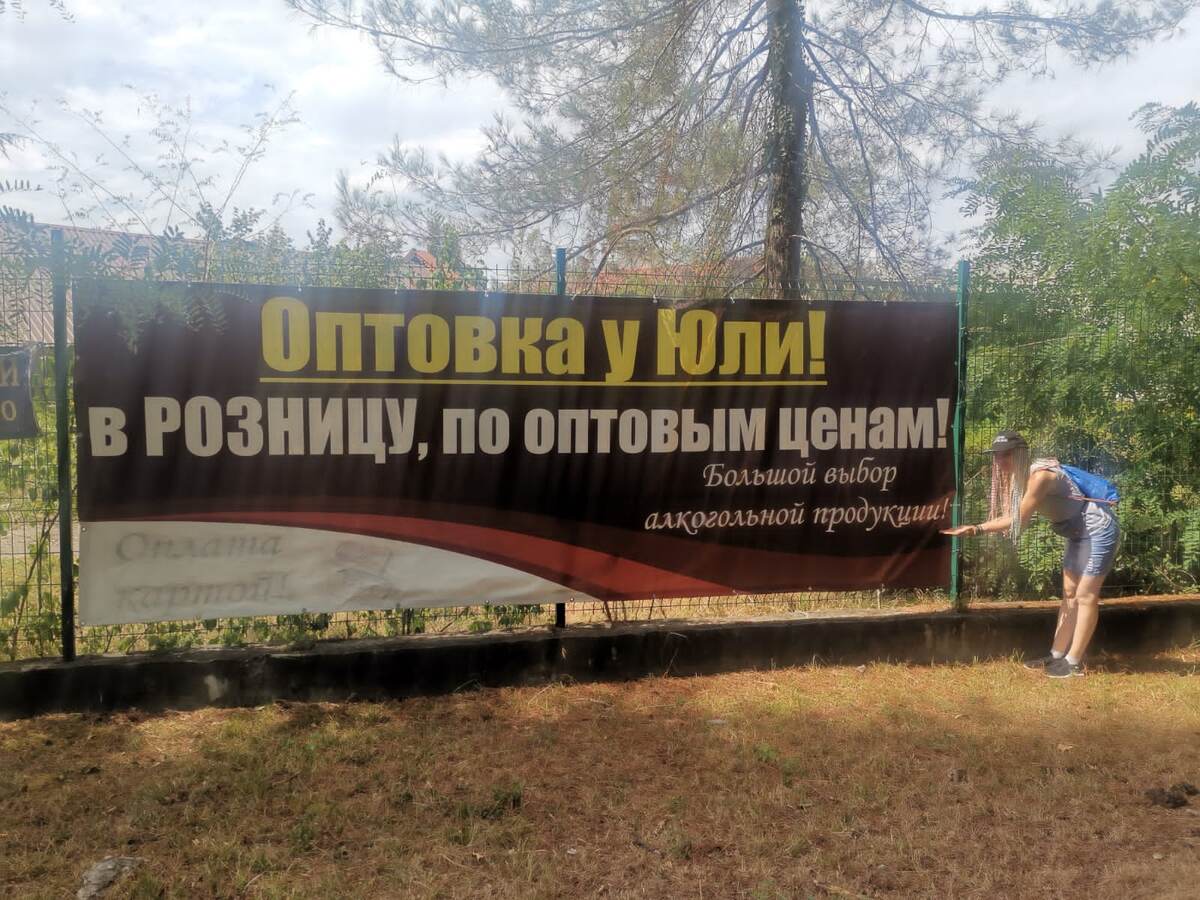 Оптовка у Юли!
в РОЗНИЦУ, по оптовым ценам!
Большой выбор
алкогольной продукции!
Оплата
картой!